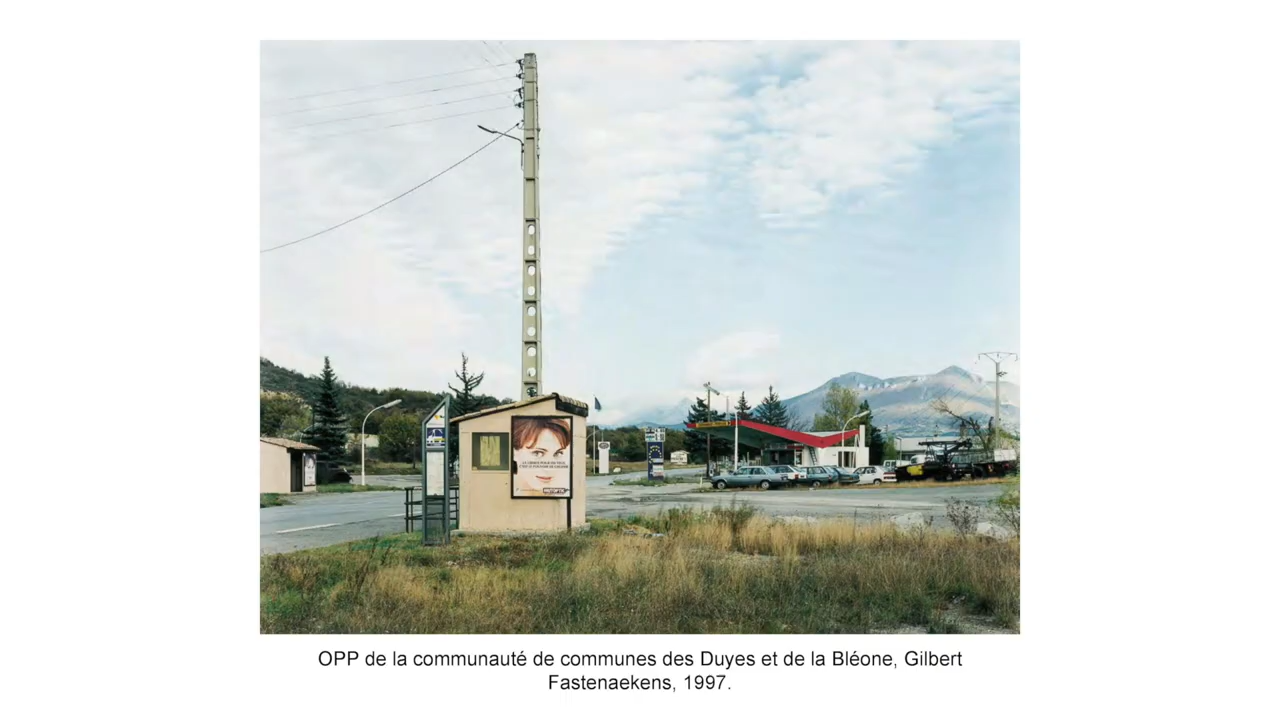 OPP de la communauté de communes des Duyes et de la Bléone, Gilbert
Fastenaekens, 1997.